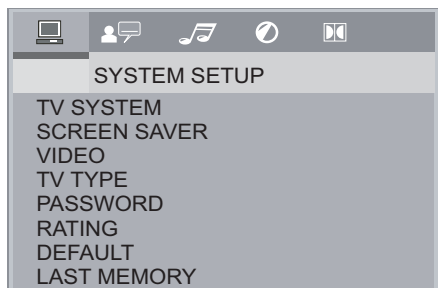 SYSTEM SETUP
TV SYSTEM
SCREEN SAVER
VIDEO
TV TYPE
PASSWORD
RATING
DEFAULT
LAST MEMORY